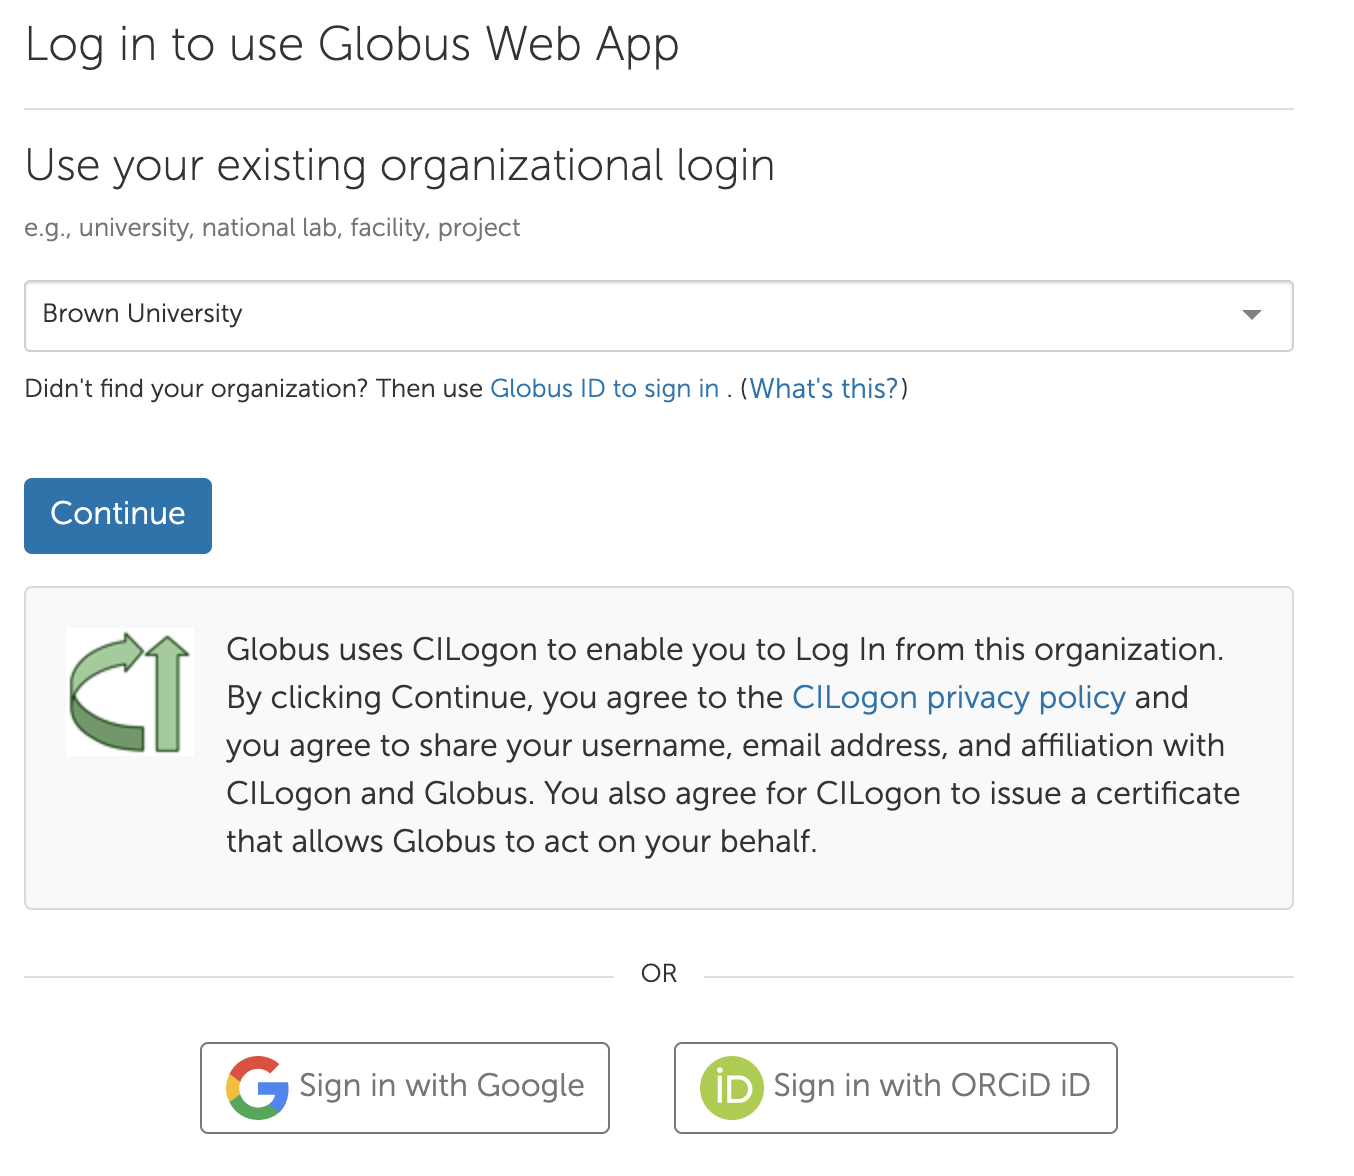 Log in to use Globus Web App
Use your existing organizational login
e.g., university, national lab, facility, project
Brown University
Didn't find your organization? Then use Globus ID to sign in . (What's this?)
Continue
CI
Globus uses CILogon to enable you to Log In from this organization.
By clicking Continue, you agree to the CILogon privacy policy and
you agree to share your username, email address, and affiliation with
CILogon and Globus. You also agree for CILogon to issue a certificate
that allows Globus to act on your behalf.
OR
G Sign in with Google
iD Sign in with ORCiD iD